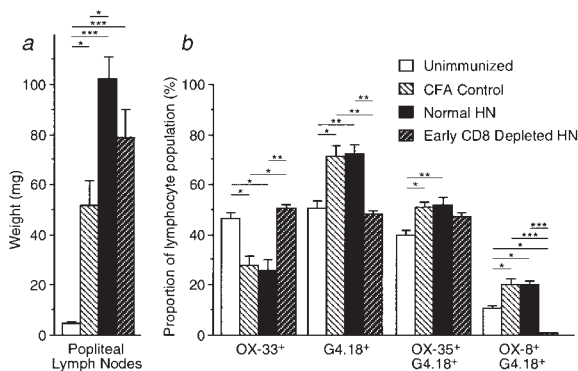 a
b
Unimmunized
CFA Control
Normal HN
Early CD8 Depleted HN
Weight (mg)
100
80
60
40
20
0
*
***
***
*
Popliteal
Lymph Nodes
Proportion of lymphocyte population (%)
100
80
60
40
20
0
**
*
*
*
**
**
**
*
**
*
***
***
*
*
*
OX-33+
G4.18+
OX-35+
G4.18+
OX-8+
G4.18+